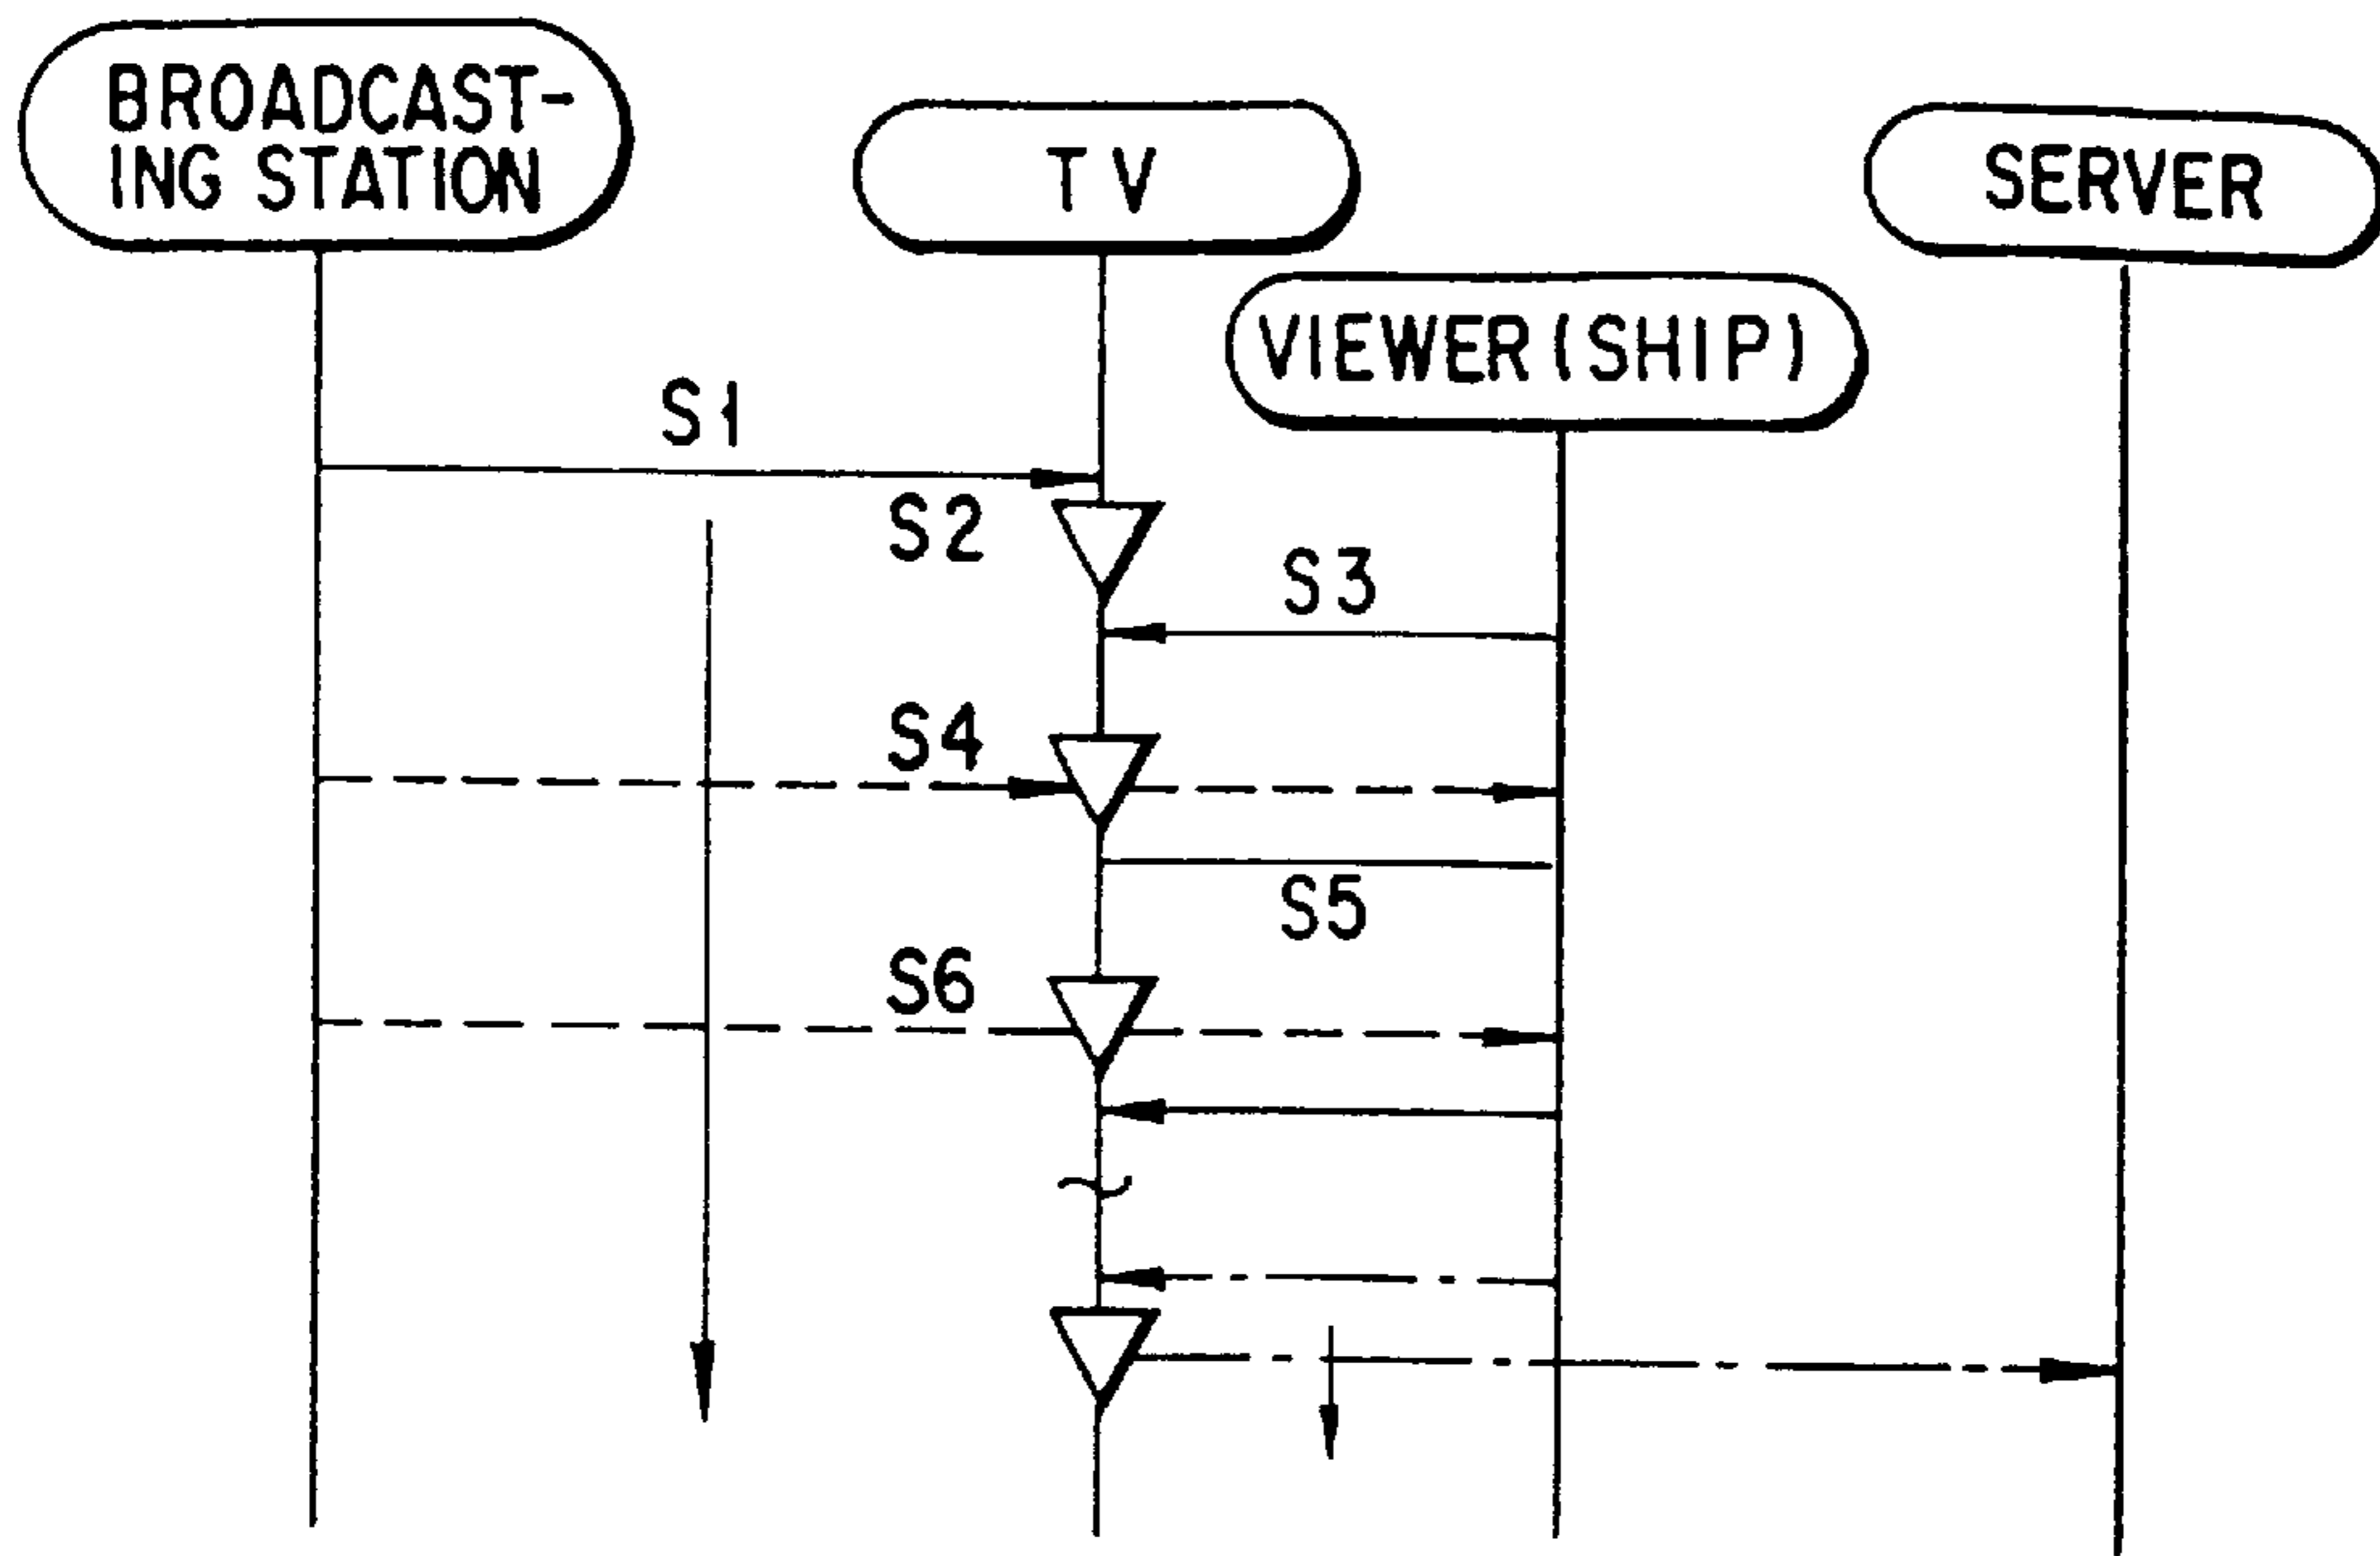 BROADCAST-
ING STATION
TV
SERVER
VIEWER (SHIP)
S1
S2
S3
S4
S5
S6